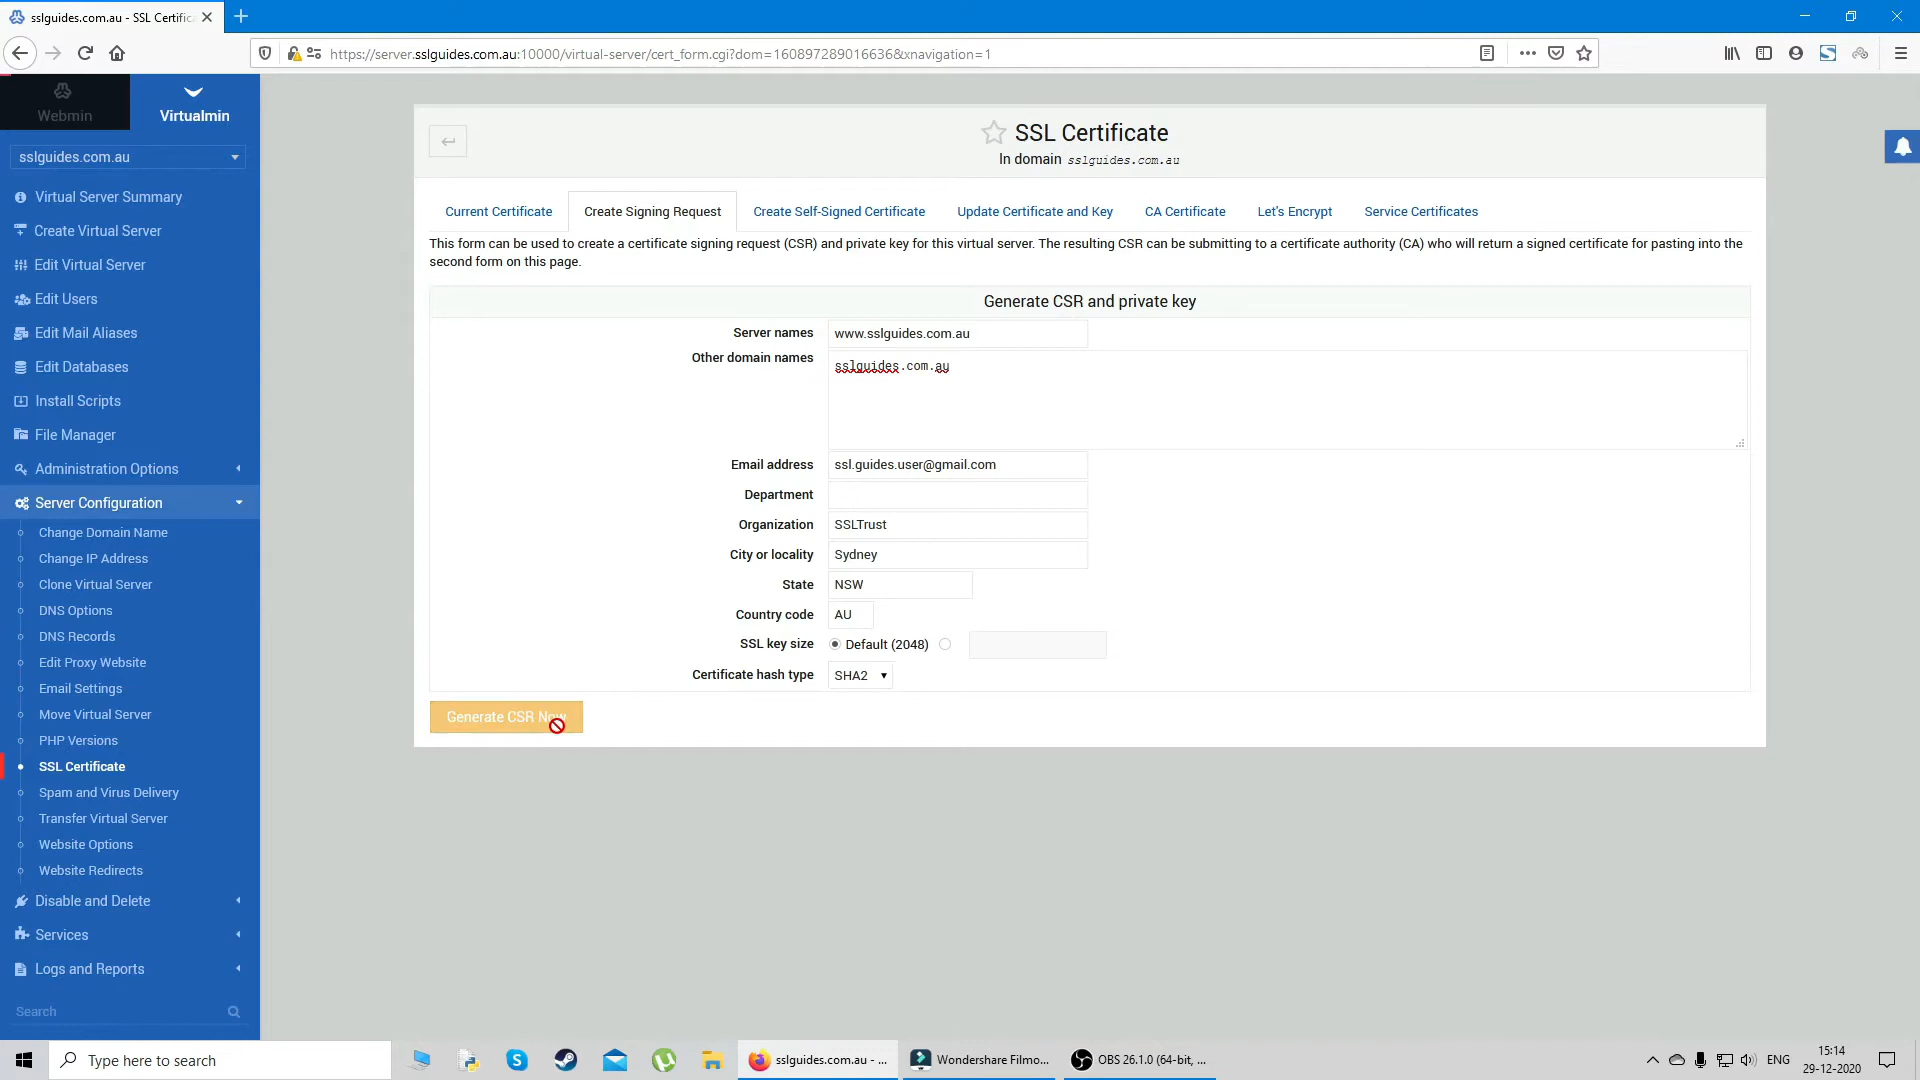 sslguides.com.au - SSL Certific
https://server.sslguides.com.au:10000/virtual-server/cert_form.cgi?dom=160897289016636&xnavigation=1
Webmin
Virtualmin
sslguides.com.au
Virtual Server Summary
Create Virtual Server
Edit Virtual Server
Edit Users
Edit Mail Aliases
Edit Databases
Install Scripts
File Manager
Administration Options
Server Configuration
Change Domain Name
Change IP Address
Clone Virtual Server
DNS Options
DNS Records
Edit Proxy Website
Email Settings
Move Virtual Server
PHP Versions
SSL Certificate
Spam and Virus Delivery
Transfer Virtual Server
Website Options
Website Redirects
Disable and Delete
Services
Logs and Reports
Search
SSL Certificate
In domain sslguides.com.au
Current Certificate
Create Signing Request
Create Self-Signed Certificate
Update Certificate and Key
CA Certificate
Let's Encrypt
Service Certificates
This form can be used to create a certificate signing request (CSR) and private key for this virtual server. The resulting CSR can be submitting to a certificate authority (CA) who will return a signed certificate for pasting into the
second form on this page.
Generate CSR and private key
Server names www.sslguides.com.au
Other domain names sslguides.com.au
Email address ssl.guides.user@gmail.com
Department
Organization SSLTrust
City or locality Sydney
State NSW
Country code AU
SSL key size Default (2048)
Certificate hash type SHA2
Generate CSR Now
Type here to search
sslguides.com.au - ...
Wondershare Filmo...
OBS 26.1.0 (64-bit, ...
ENG
15:14
29-12-2020